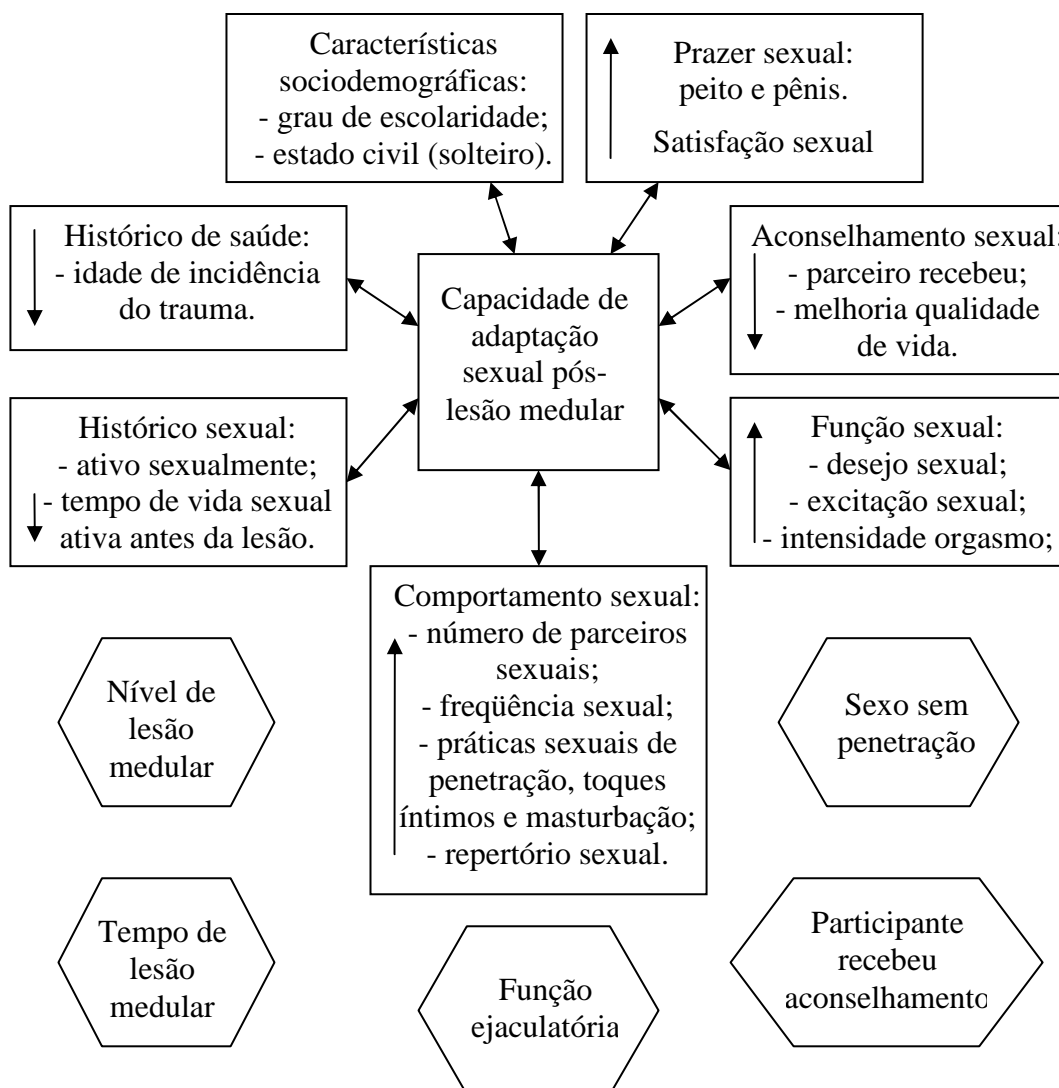 Características
sociodemográficas:
- grau de escolaridade;
- estado civil (solteiro).
Prazer sexual:
peito e pênis.
Satisfação sexual
Histórico de saúde:
- idade de incidência
do trauma.
Capacidade de
adaptação
sexual pós-
lesão medular
Aconselhamento sexual:
- parceiro recebeu;
- melhoria qualidade
de vida.
Histórico sexual:
- ativo sexualmente;
- tempo de vida sexual
ativa antes da lesão.
Função sexual:
- desejo sexual;
- excitação sexual;
- intensidade orgasmo;
Comportamento sexual:
- número de parceiros
sexuais;
- freqüência sexual;
- práticas sexuais de
penetração, toques
íntimos e masturbação;
- repertório sexual.
Nível de
lesão
medular
Sexo sem
penetração
Tempo de
lesão
medular
Função
ejaculatória
Participante
recebeu
aconselhamento